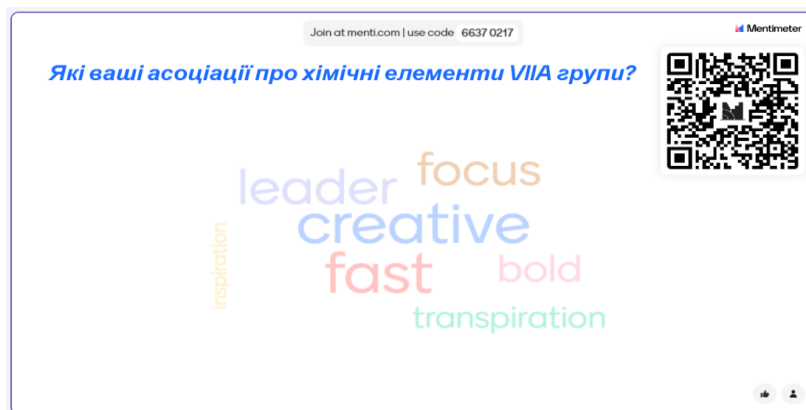 Join at menti.com | use code 6637 0217
Mentimeter
Які ваші асоціації про хімічні елементи VIIA групи?
focus
leader
creative
inspiration
fast
bold
transpiration